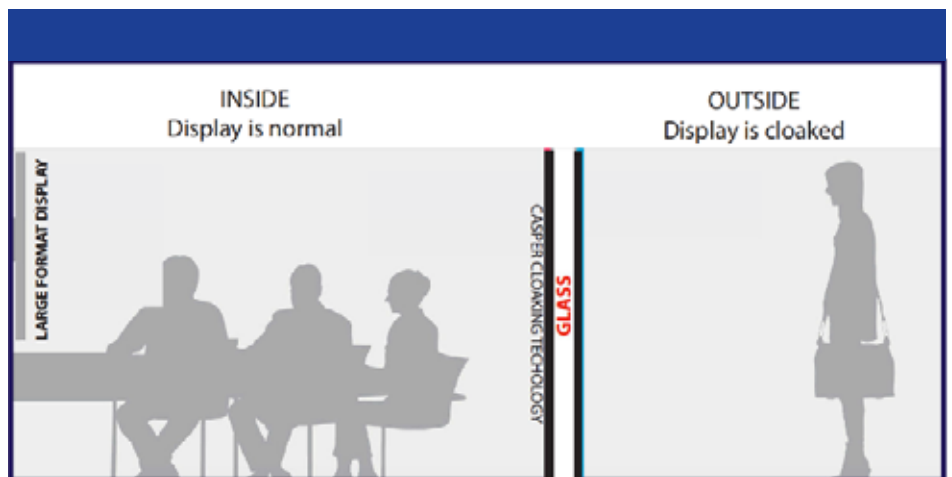 INSIDE
Display is normal
OUTSIDE
Display is cloaked
LARGE FORMAT DISPLAY
CASPER CLOAKING TECHOLOGY
GLASS